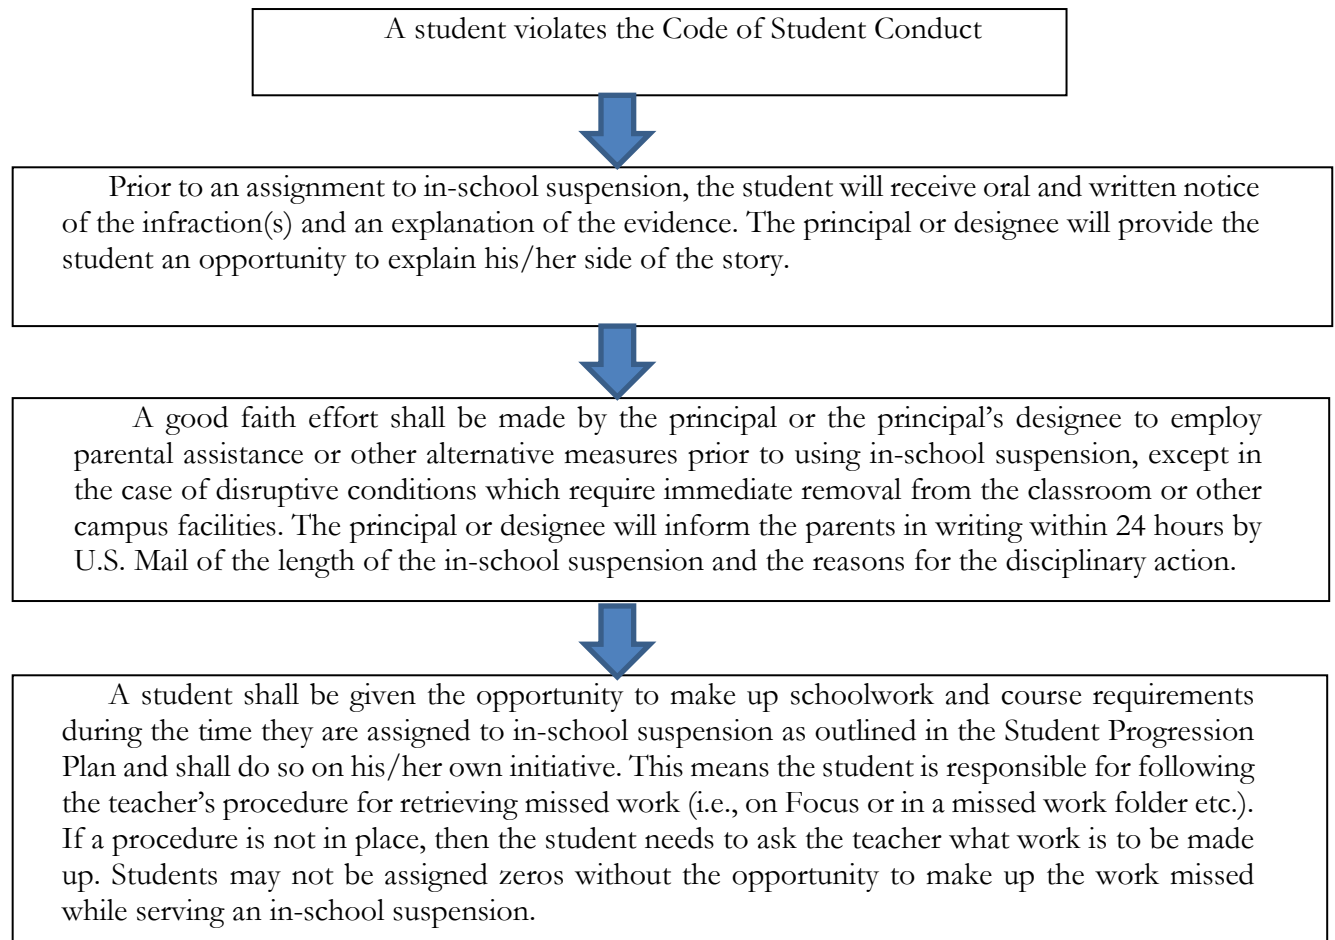 A student violates the Code of Student Conduct
Prior to an assignment to in-school suspension, the student will receive oral and written notice
of the infraction(s) and an explanation of the evidence. The principal or designee will provide the
student an opportunity to explain his/her side of the story.
A good faith effort shall be made by the principal or the principal’s designee to employ
parental assistance or other alternative measures prior to using in-school suspension, except in
the case of disruptive conditions which require immediate removal from the classroom or other
campus facilities. The principal or designee will inform the parents in writing within 24 hours by
U.S. Mail of the length of the in-school suspension and the reasons for the disciplinary action.
A student shall be given the opportunity to make up schoolwork and course requirements
during the time they are assigned to in-school suspension as outlined in the Student Progression
Plan and shall do so on his/her own initiative. This means the student is responsible for following
the teacher’s procedure for retrieving missed work (i.e., on Focus or in a missed work folder etc.).
If a procedure is not in place, then the student needs to ask the teacher what work is to be made
up. Students may not be assigned zeros without the opportunity to make up the work missed
while serving an in-school suspension.